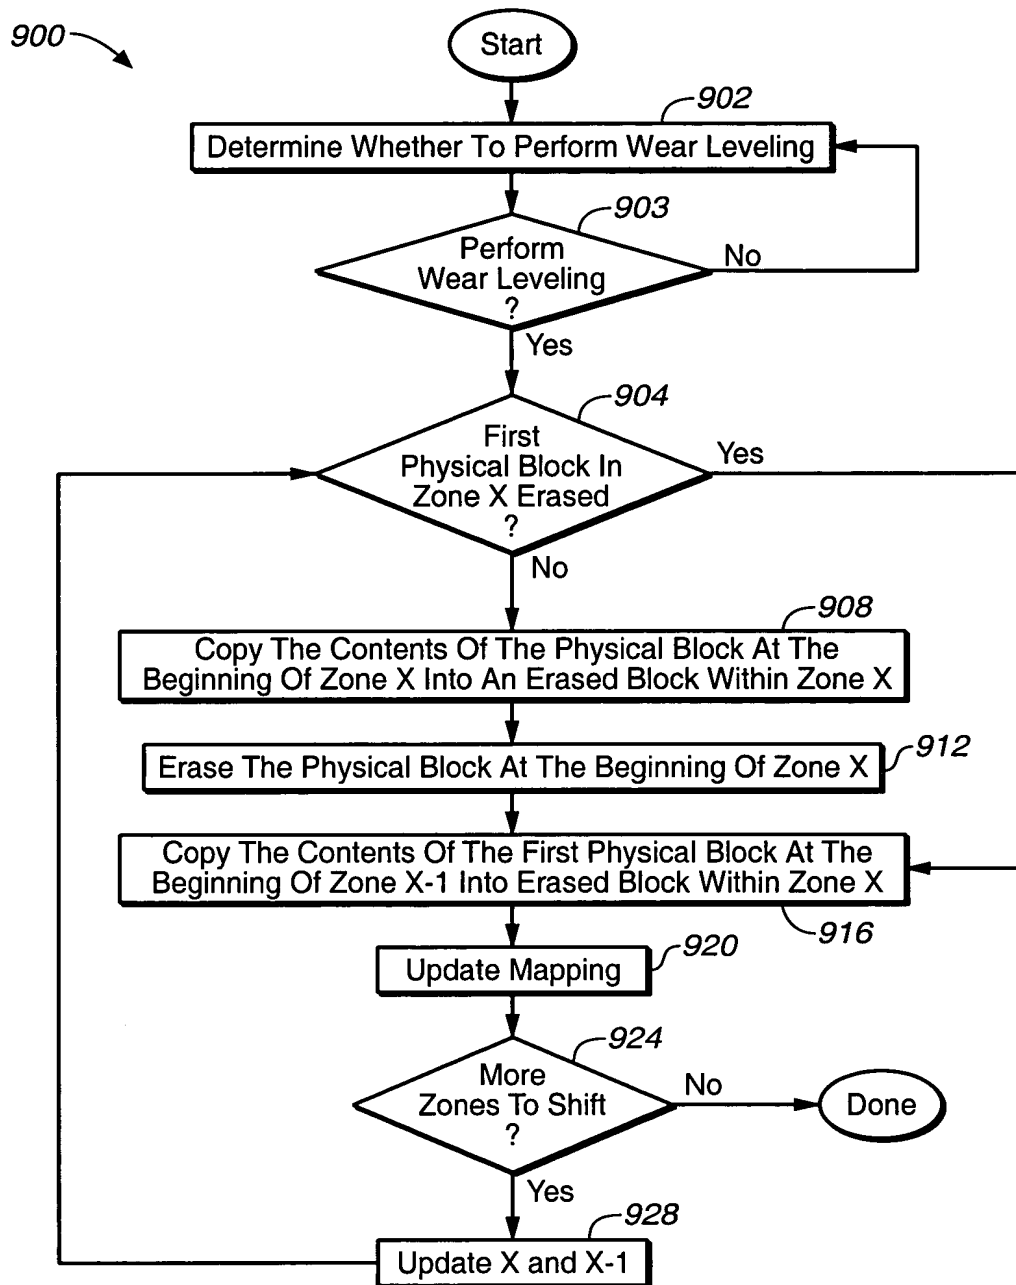 900
Start
902
Determine Whether To Perform Wear Leveling
903
Perform
Wear Leveling
?
No
Yes
904
First
Physical Block In
Zone X Erased
?
Yes
No
908
Copy The Contents Of The Physical Block At The
Beginning Of Zone X Into An Erased Block Within Zone X
912
Erase The Physical Block At The Beginning Of Zone X
Copy The Contents Of The First Physical Block At The
Beginning Of Zone X-1 Into Erased Block Within Zone X
916
920
Update Mapping
924
More
Zones To Shift
?
No
Done
Yes
928
Update X and X-1